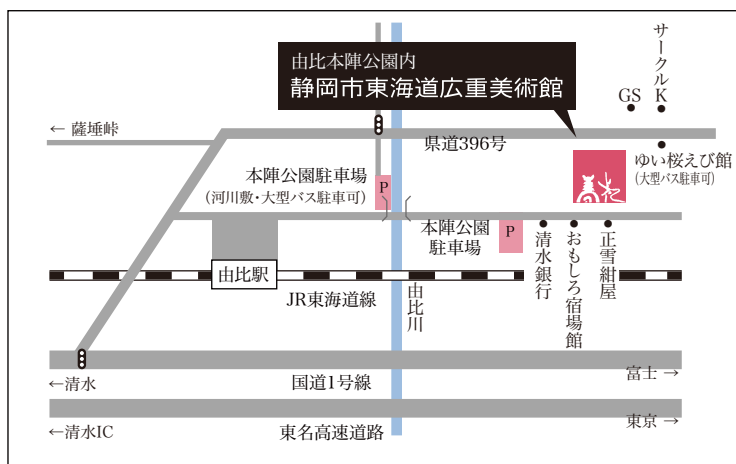 由比本陣公園内
静岡市東海道広重美術館
サークルK
GS
← 薩埵峠
県道396号
ゆい桜えび館
(大型バス駐車可)
本陣公園駐車場
(河川敷・大型バス駐車可)
P
本陣公園
駐車場
P
清水銀行
おもしろ宿場館
正雪紺屋
由比駅
JR東海道線
由比川
←清水
国道1号線
富士→
←清水IC
東名高速道路
東京→